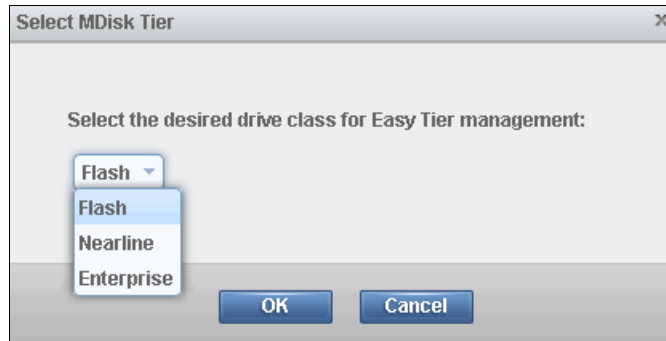 Select MDisk Tier
x
Select the desired drive class for Easy Tier management:
Flash
Flash
Nearline
Enterprise
OK Cancel